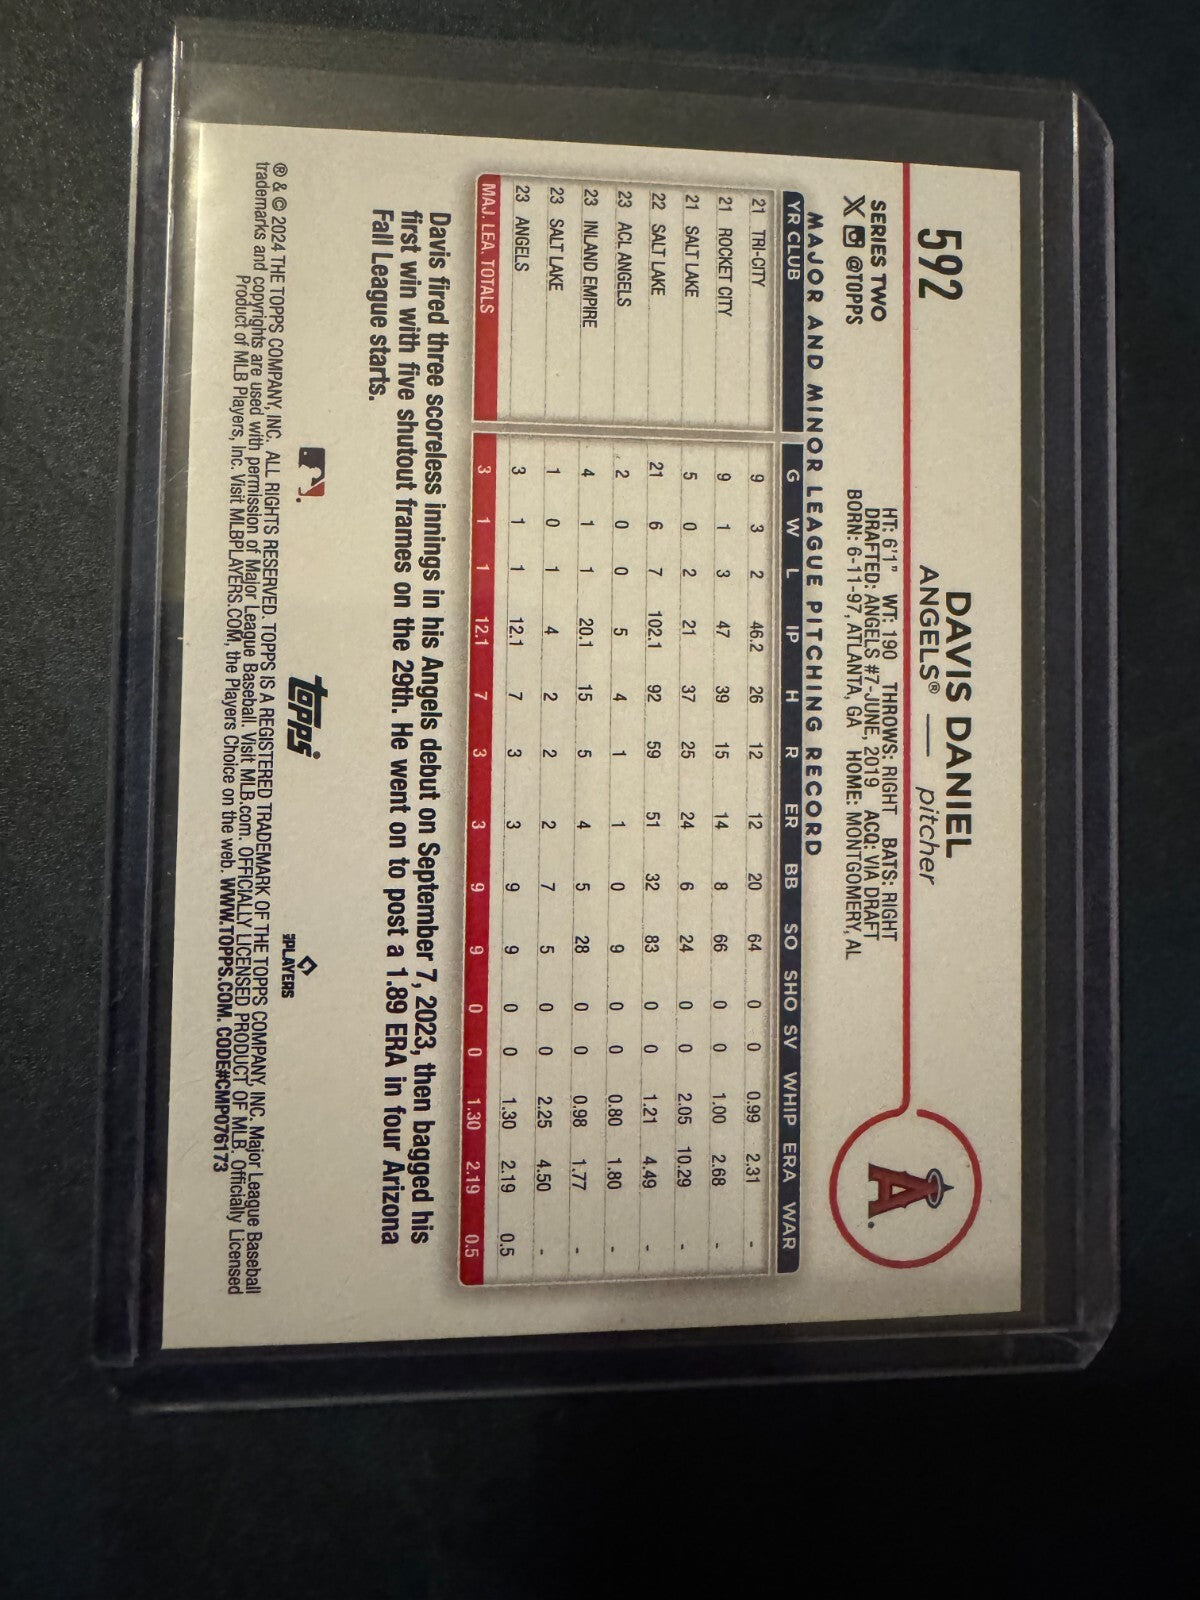 592
DAVIS DANIEL
ANGELS® — pitcher
SERIES TWO
@TOPPS
HT: 6'1" WT: 190 THROWS: RIGHT BATS: RIGHT
DRAFTED: ANGELS #7-JUNE, 2019 ACQ: VIA DRAFT
BORN: 6-11-97, ATLANTA, GA HOME: MONTGOMERY, AL
A
MAJOR AND MINOR LEAGUE PITCHING RECORD
YR CLUB G W L IP H R ER BB SO SHO SV WHIP ERA WAR
21 TRI-CITY 9 3 2 46.2 26 12 12 20 64 0 0 0.99 2.31 -
21 ROCKET CITY 9 1 3 47 39 15 14 8 66 0 0 1.00 2.68 -
21 SALT LAKE 5 0 2 21 37 25 24 6 24 0 0 2.05 10.29 -
22 SALT LAKE 21 6 7 102.1 92 59 51 32 83 0 0 1.21 4.49 -
23 ACL ANGELS 2 0 0 5 4 1 1 0 9 0 0 0.80 1.80 -
23 INLAND EMPIRE 4 1 1 20.1 15 5 4 5 28 0 0 0.98 1.77 -
23 SALT LAKE 1 0 1 4 2 2 2 7 5 0 0 2.25 4.50 -
23 ANGELS 3 1 1 12.1 7 3 3 9 9 0 0 1.30 2.19 0.5
MAJ. LEA. TOTALS 3 1 1 12.1 7 3 3 9 9 0 0 1.30 2.19 0.5
Davis fired three scoreless innings in his Angels debut on September 7, 2023, then bagged his
first win with five shutout frames on the 29th. He went on to post a 1.89 ERA in four Arizona
Fall League starts.
topps®
PLAYERS
® & © 2024 THE TOPPS COMPANY, INC. ALL RIGHTS RESERVED. TOPPS IS A REGISTERED TRADEMARK OF THE TOPPS COMPANY, INC. Major League Baseball
trademarks and copyrights are used with permission of Major League Baseball. Visit MLB.com. OFFICIALLY LICENSED PRODUCT OF MLB. Officially Licensed
Product of MLB Players, Inc. Visit MLBPLAYERS.COM, the Players Choice on the web. WWW.TOPPS.COM. CODE#CMP076173